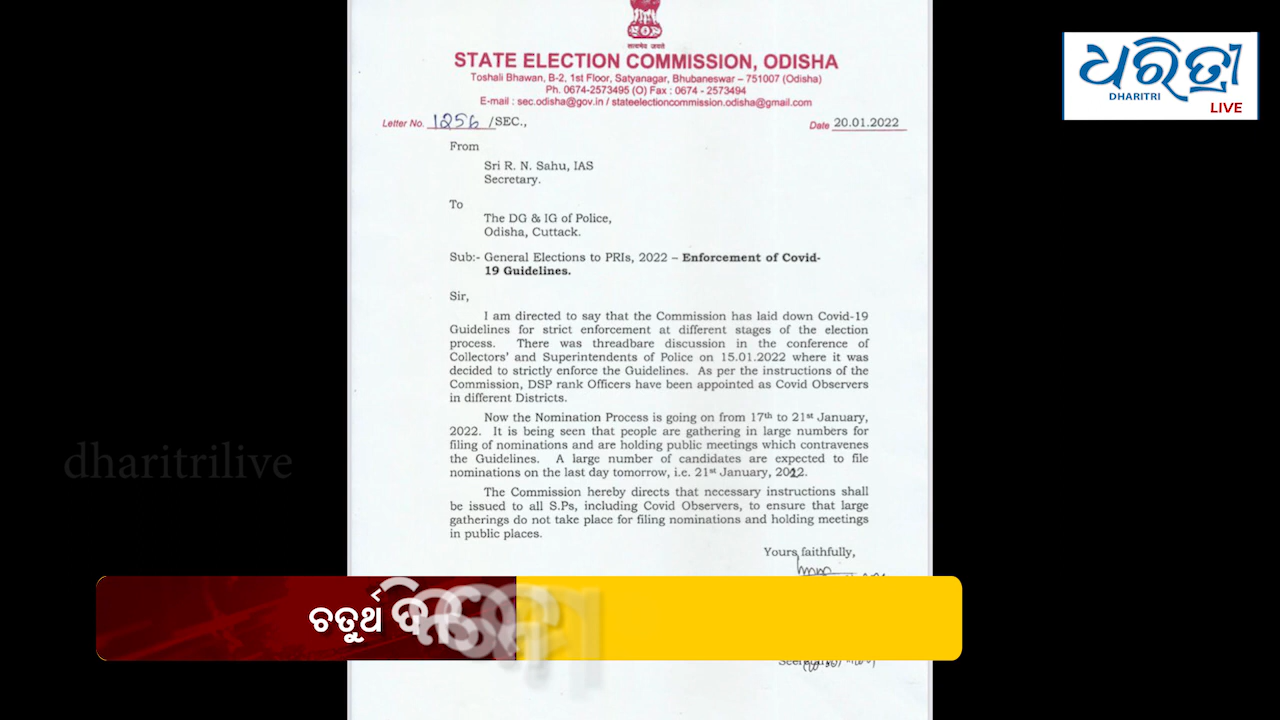 सत्यमेव जयते
STATE ELECTION COMMISSION, ODISHA
Toshali Bhawan, B-2, 1st Floor, Satyanagar, Bhubaneswar – 751007 (Odisha)
Ph. 0674-2573495 (O) Fax : 0674 - 2573494
E-mail : sec.odisha@gov.in / stateelectioncommission.odisha@gmail.com
Letter No. 1256 /SEC.,
Date 20.01.2022
From
Sri R. N. Sahu, IAS
Secretary.
To
The DG & IG of Police,
Odisha, Cuttack.
Sub:- General Elections to PRIs, 2022 – Enforcement of Covid-
19 Guidelines.
Sir,
I am directed to say that the Commission has laid down Covid-19
Guidelines for strict enforcement at different stages of the election
process. There was threadbare discussion in the conference of
Collectors' and Superintendents of Police on 15.01.2022 where it was
decided to strictly enforce the Guidelines. As per the instructions of the
Commission, DSP rank Officers have been appointed as Covid Observers
in different Districts.
Now the Nomination Process is going on from 17th to 21st January,
2022. It is being seen that people are gathering in large numbers for
filing of nominations and are holding public meetings which contravenes
the Guidelines. A large number of candidates are expected to file
nominations on the last day tomorrow, i.e. 21st January, 2022.
The Commission hereby directs that necessary instructions shall
be issued to all S.Ps, including Covid Observers, to ensure that large
gatherings do not take place for filing nominations and holding meetings
in public places.
Yours faithfully,
ଧରିତ୍ରୀ
DHARITRI
LIVE
dharitrilive
ଚତୁର୍ଥ